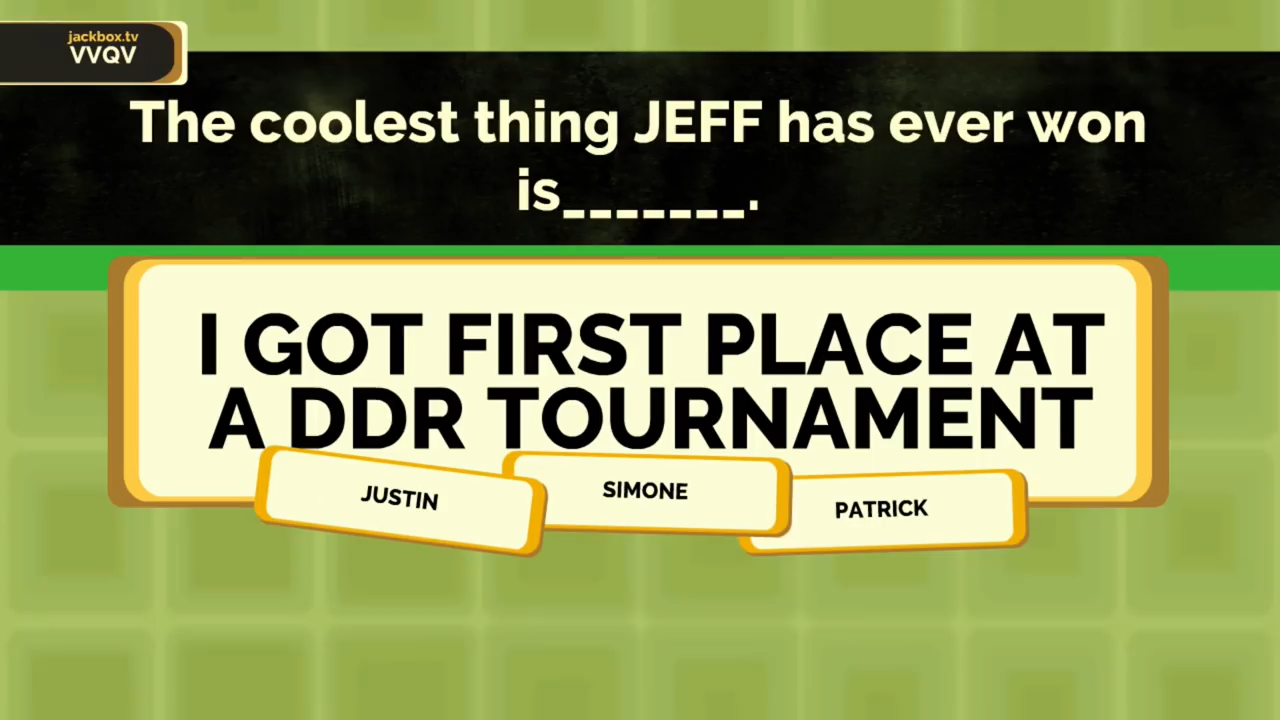 jackbox.tv
VVQV
The coolest thing JEFF has ever won
is_______.
I GOT FIRST PLACE AT
A DDR TOURNAMENT
JUSTIN
SIMONE
PATRICK